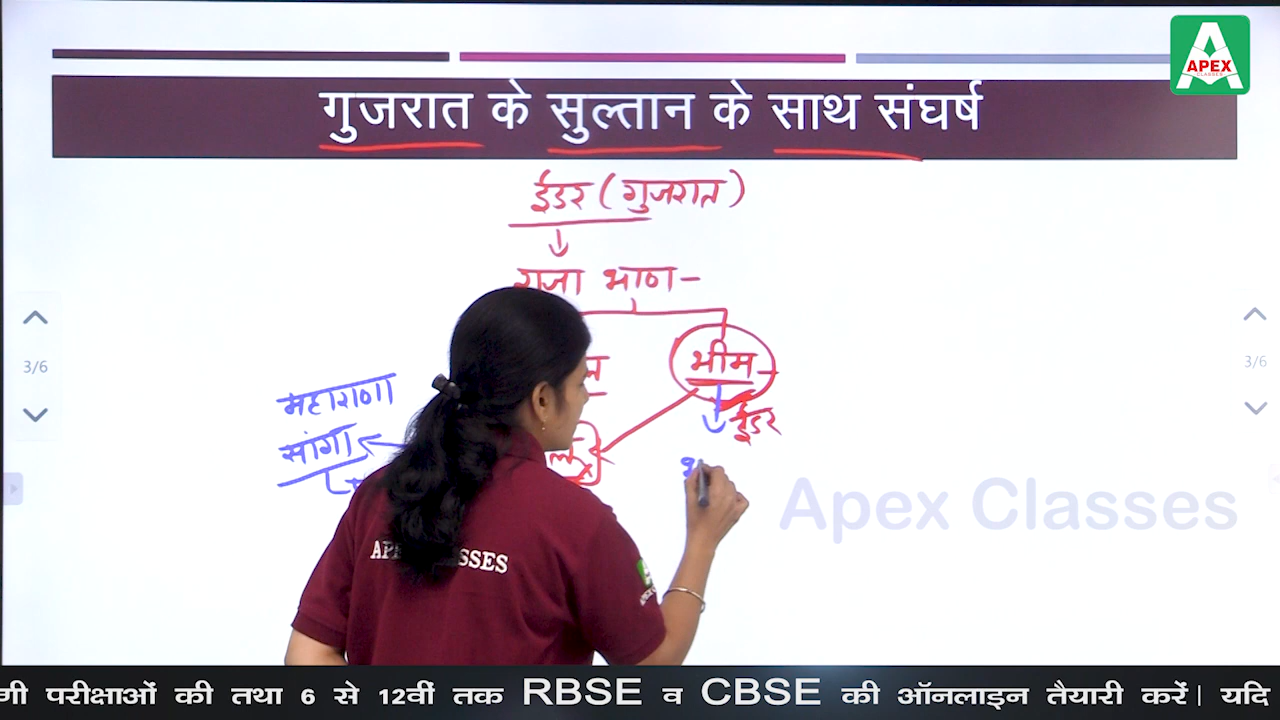 APEX
CLASSES
गुजरात के सुल्तान के साथ संघर्ष
ईडर (गुजरात)
राजा भाण
भीम
महाराणा
सांगा
ईडर
3/6
3/6
Apex Classes
परीक्षाओं की तथा 6 से 12वीं तक RBSE व CBSE की ऑनलाइन तैयारी करें| यदि